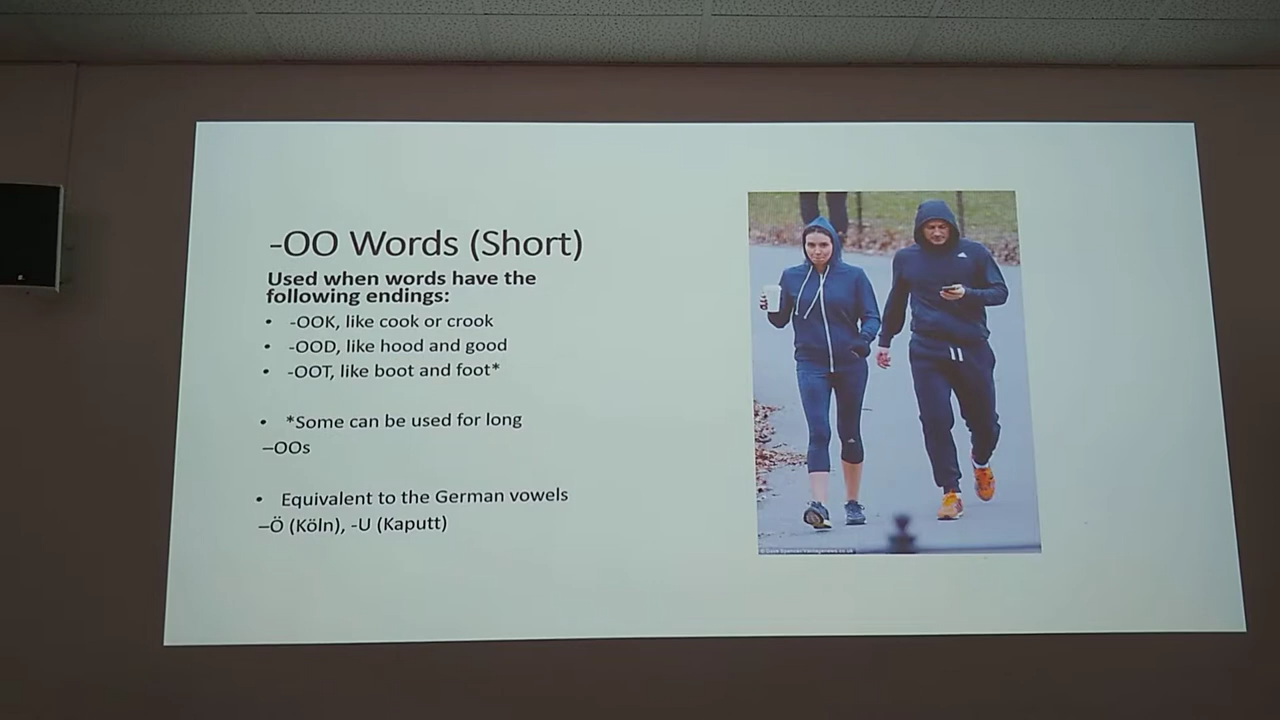 -OO Words (Short)
Used when words have the
following endings:
• -OOK, like cook or crook
• -OOD, like hood and good
• -OOT, like boot and foot*
• *Some can be used for long
–OOs
• Equivalent to the German vowels
–Ö (Köln), -U (Kaputt)